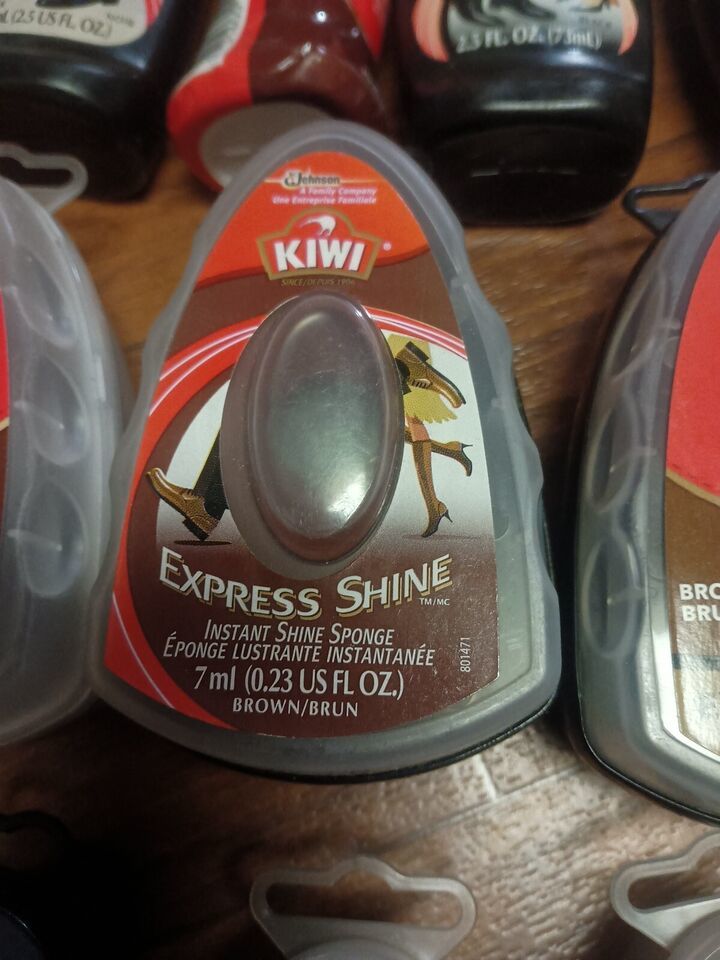 (2.5 US FL OZ.)
2.5 FL. OZ. (73mL)
SC Johnson
A Family Company
Une Entreprise Familiale
KIWI®
SINCE/DEPUIS 1906
EXPRESS SHINE
TM/MC
INSTANT SHINE SPONGE
ÉPONGE LUSTRANTE INSTANTANÉE
7 ml (0.23 US FL OZ.)
BROWN/BRUN
801471
BRO
BRU